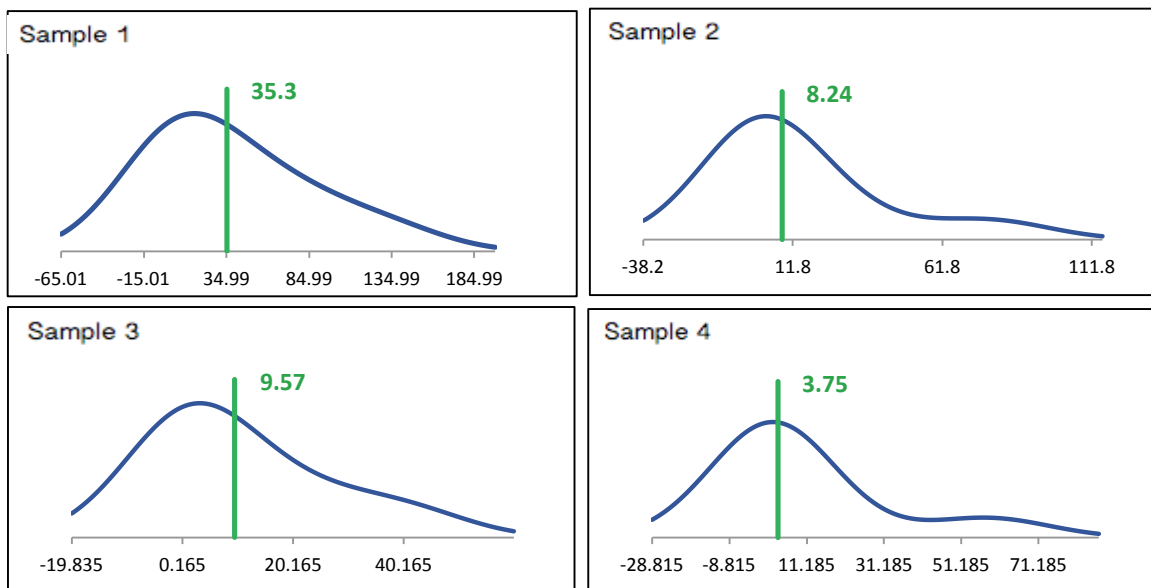 Sample 1
35.3
-65.01 -15.01 34.99 84.99 134.99 184.99
Sample 2
8.24
-38.2 11.8 61.8 111.8
Sample 3
9.57
-19.835 0.165 20.165 40.165
Sample 4
3.75
-28.815 -8.815 11.185 31.185 51.185 71.185